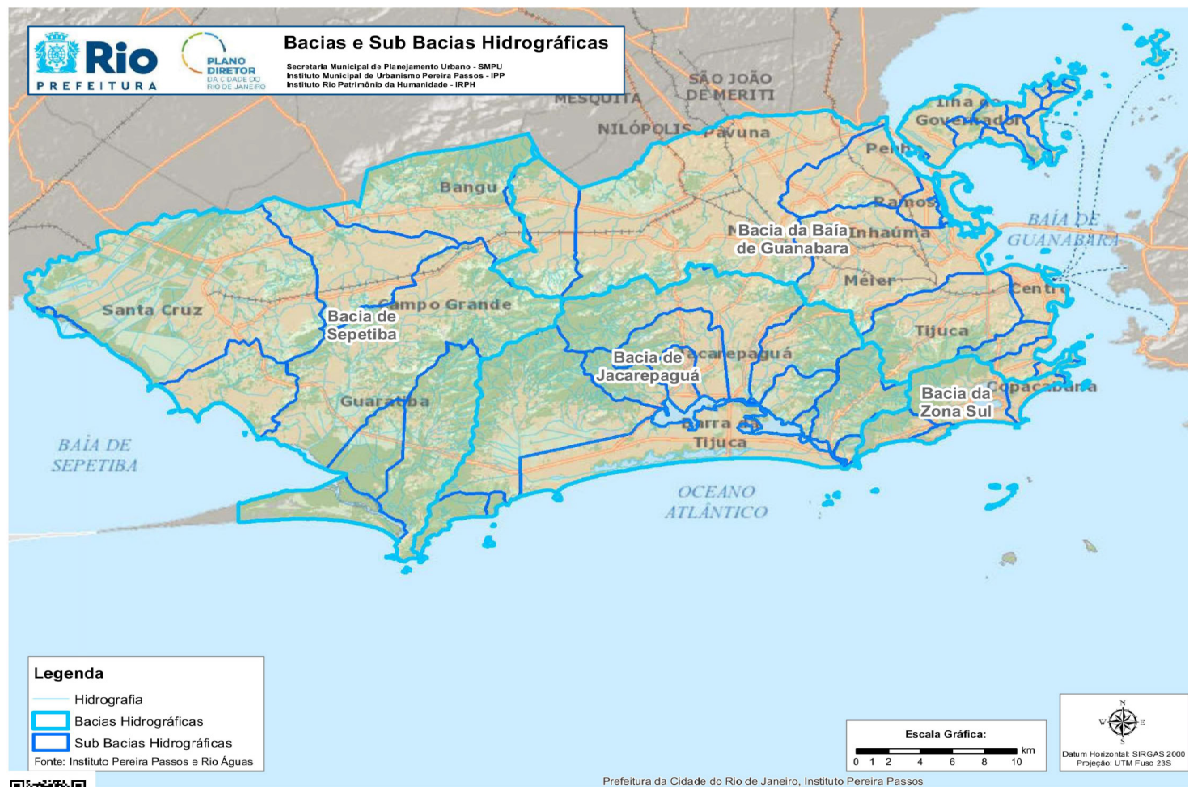 Rio
PREFEITURA
PLANO
DIRETOR
DA CIDADE DO
RIO DE JANEIRO
Bacias e Sub Bacias Hidrográficas
Secretaria Municipal de Planejamento Urbano - SMPU
Instituto Municipal de Urbanismo Pereira Passos - IPP
Instituto Rio Patrimônio da Humanidade - IRPH
MESQUITA
SÃO JOÃO
DE MERITI
NILÓPOLIS
Pavuna
Ilha do
Governador
Penha
Bangu
Ramos
BAÍA DE
GUANABARA
Bacia da Baía
de Guanabara
Inhaúma
Méier
Centro
Santa Cruz
Campo Grande
Bacia de
Sepetiba
Tijuca
Bacia de
Jacarepaguá
Jacarepaguá
Copacabana
Bacia da
Zona Sul
Guaratiba
Barra da
Tijuca
BAÍA DE
SEPETIBA
OCEANO
ATLÂNTICO
Legenda
Hidrografia
Bacias Hidrográficas
Sub Bacias Hidrográficas
Fonte: Instituto Pereira Passos e Rio Águas
Escala Gráfica:
km
0 1 2 4 6 8 10
N
W E
S
Datum Horizontal: SIRGAS 2000
Projeção: UTM Fuso 23S
Prefeitura da Cidade do Rio de Janeiro, Instituto Pereira Passos